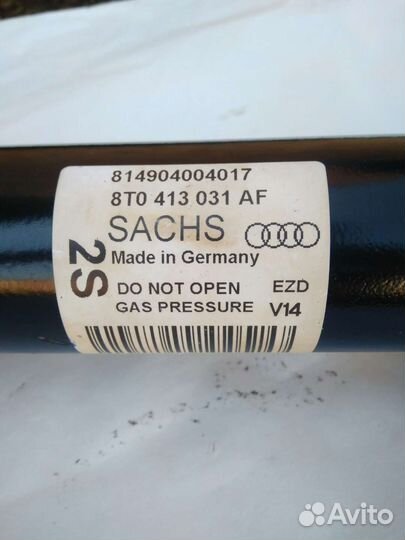 814904004017
8T0 413 031 AF
SACHS
Made in Germany
2S
DO NOT OPEN EZD
GAS PRESSURE V14
Avito